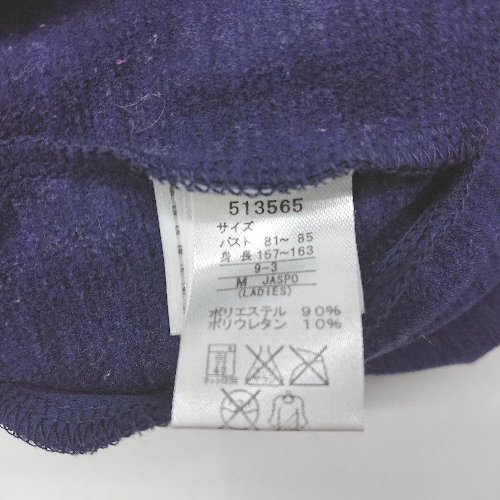 513565
サイズ
バスト 81~ 85
身 長 157~163
9-3
M JASPO
(LADIES)
ポリエステル 90%
ポリウレタン 10%